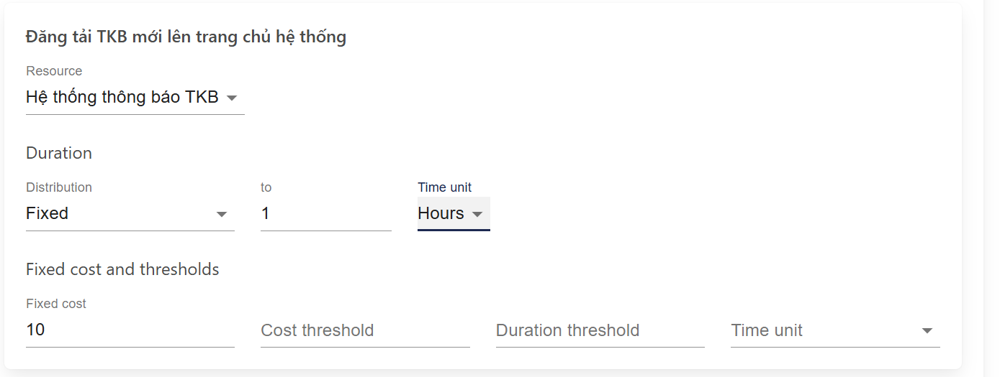 Đăng tải TKB mới lên trang chủ hệ thống
Resource
Hệ thống thông báo TKB
Duration
Distribution to Time unit
Fixed 1 Hours
Fixed cost and thresholds
Fixed cost
10 Cost threshold Duration threshold Time unit